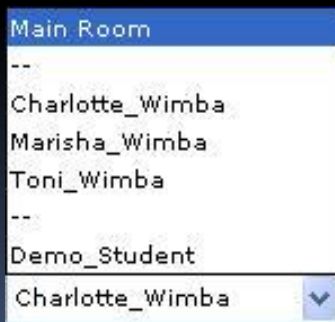 Main Room
--
Charlotte_Wimba
Marisha_Wimba
Toni_Wimba
--
Demo_Student
Charlotte_Wimba